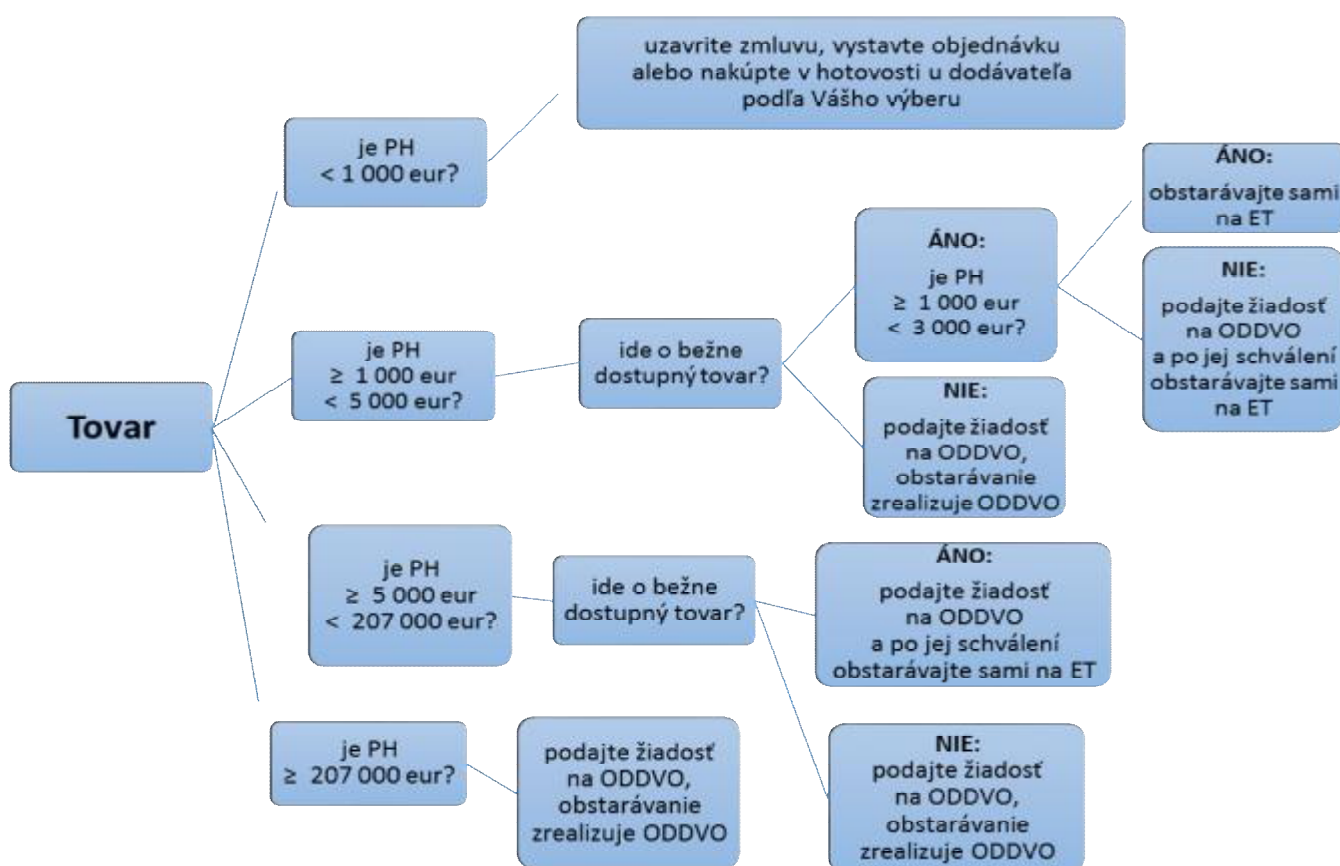 Tovar
je PH
< 1 000 eur?
uzavrite zmluvu, vystavte objednávku
alebo nakúpte v hotovosti u dodávateľa
podľa Vášho výberu
je PH
≥ 1 000 eur
< 5 000 eur?
ide o bežne
dostupný tovar?
ÁNO:
je PH
≥ 1 000 eur
< 3 000 eur?
ÁNO:
obstarávajte sami
na ET
NIE:
podajte žiadosť
na ODDVO
a po jej schválení
obstarávajte sami
na ET
NIE:
podajte žiadosť
na ODDVO,
obstarávanie
zrealizuje ODDVO
je PH
≥ 5 000 eur
< 207 000 eur?
ide o bežne
dostupný tovar?
ÁNO:
podajte žiadosť
na ODDVO
a po jej schválení
obstarávajte sami na ET
NIE:
podajte žiadosť
na ODDVO,
obstarávanie
zrealizuje ODDVO
je PH
≥ 207 000 eur?
podajte žiadosť
na ODDVO,
obstarávanie
zrealizuje ODDVO